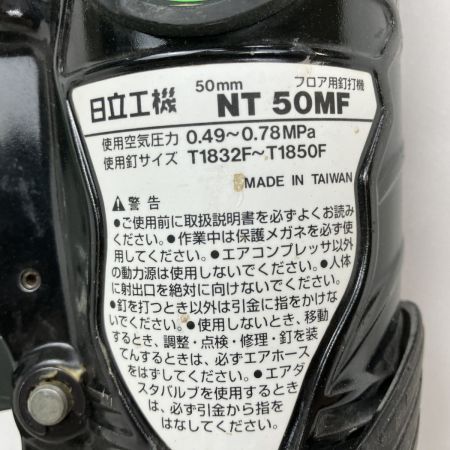 50mm フロア用釘打機
日立工機 NT 50MF
使用空気圧力 0.49～0.78MPa
使用釘サイズ T1832F～T1850F
MADE IN TAIWAN
⚠警告
●ご使用前に取扱説明書を必ずよくお読み
ください。●作業中は保護メガネを必ず使
用してください。●エアコンプレッサ以外
の動力源は使用しないでください。●人体
に射出口を絶対に向けないでください。
●釘を打つとき以外は引金に指をかけな
いでください。●使用しないとき、移動
するとき、調整・点検・修理・釘を装
てんするときは、必ずエアホース
をはずしてください。●エアダ
スタバルブを使用するときは
は、必ず引金から指を
はなしてください。